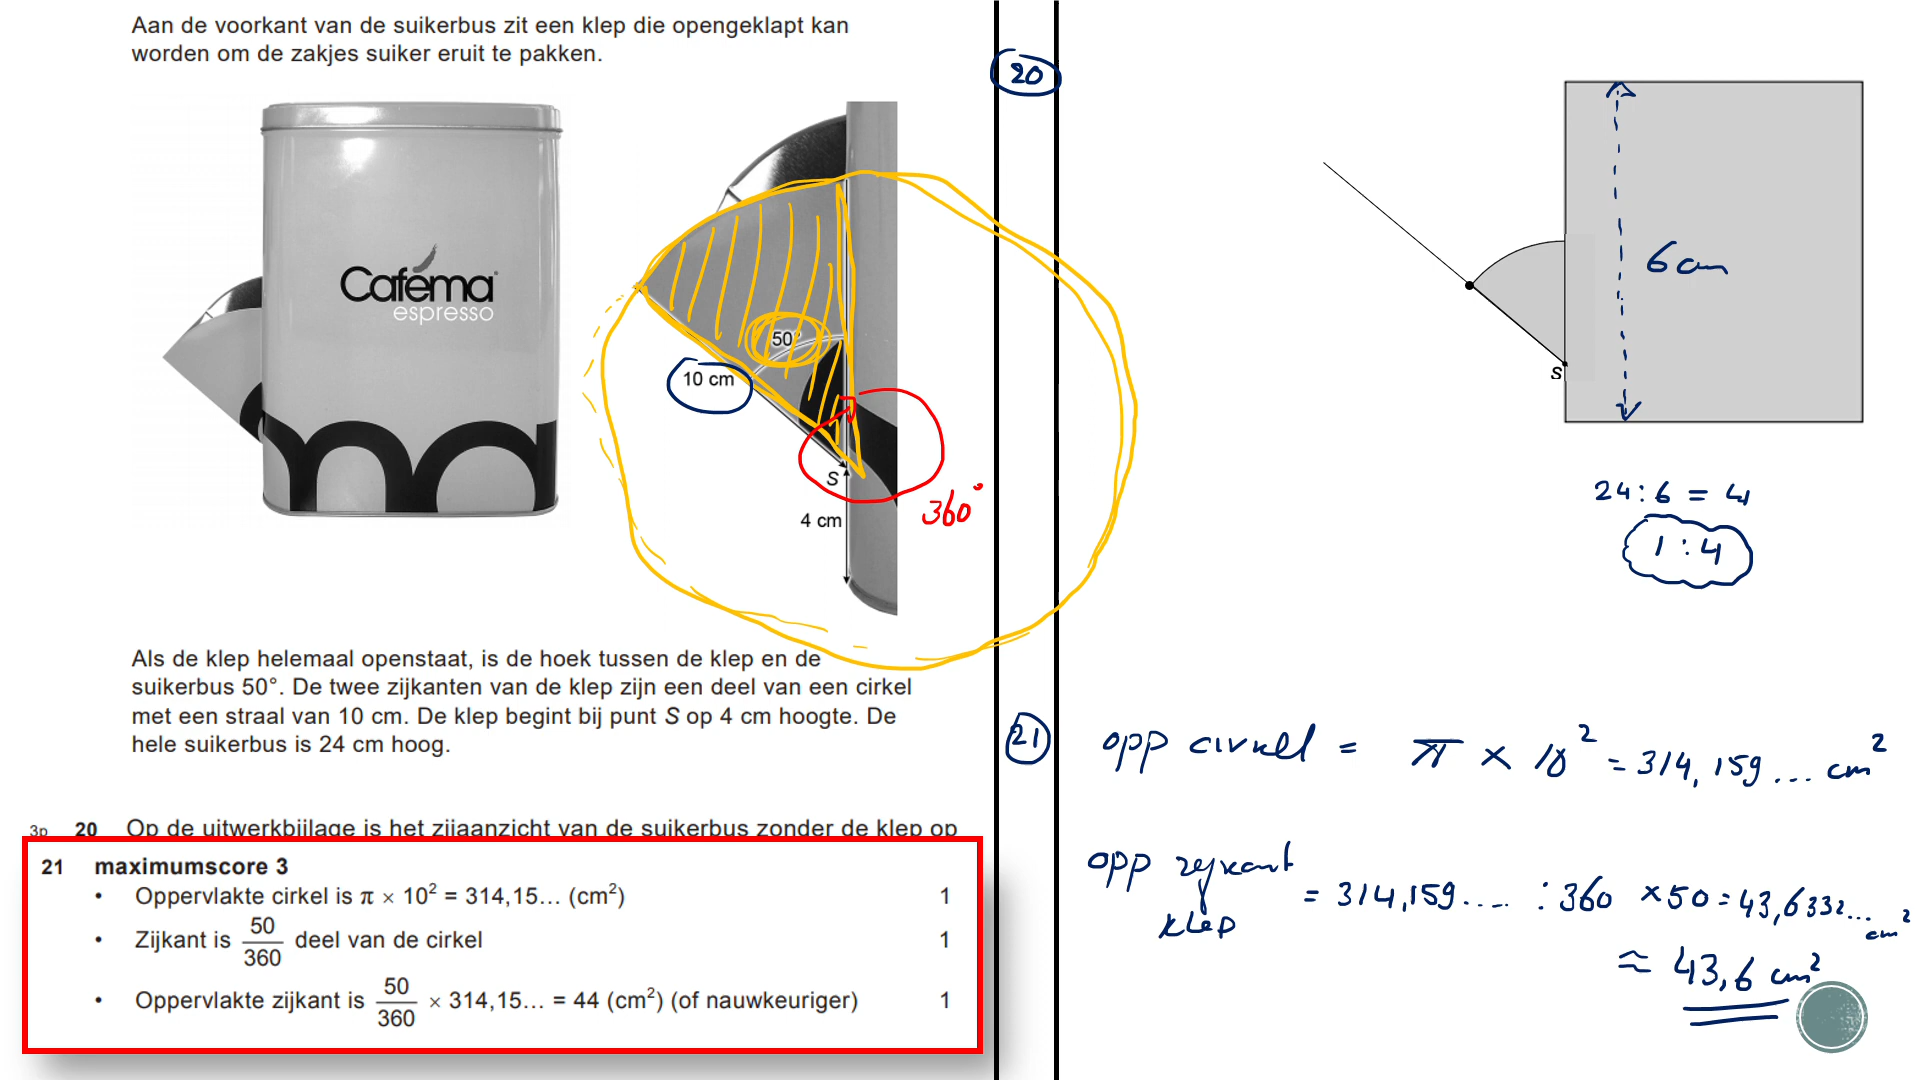 Aan de voorkant van de suikerbus zit een klep die opengeklapt kan
worden om de zakjes suiker eruit te pakken.
Caféma
espresso
50°
10 cm
S
4 cm
360°
Als de klep helemaal openstaat, is de hoek tussen de klep en de
suikerbus 50°. De twee zijkanten van de klep zijn een deel van een cirkel
met een straal van 10 cm. De klep begint bij punt S op 4 cm hoogte. De
hele suikerbus is 24 cm hoog.
3p 20 Op de uitwerkbijlage is het zijaanzicht van de suikerbus zonder de klep op
21 maximumscore 3
• Oppervlakte cirkel is π × 10² = 314,15... (cm²) 1
• Zijkant is 50/360 deel van de cirkel 1
• Oppervlakte zijkant is 50/360 × 314,15... = 44 (cm²) (of nauwkeuriger) 1
20
6 cm
S
24 : 6 = 4
1 : 4
21
opp cirkel = π × 10² = 314,159... cm²
opp zijkant
klep = 314,159.... : 360 × 50 = 43,6332... cm²
≈ 43,6 cm²